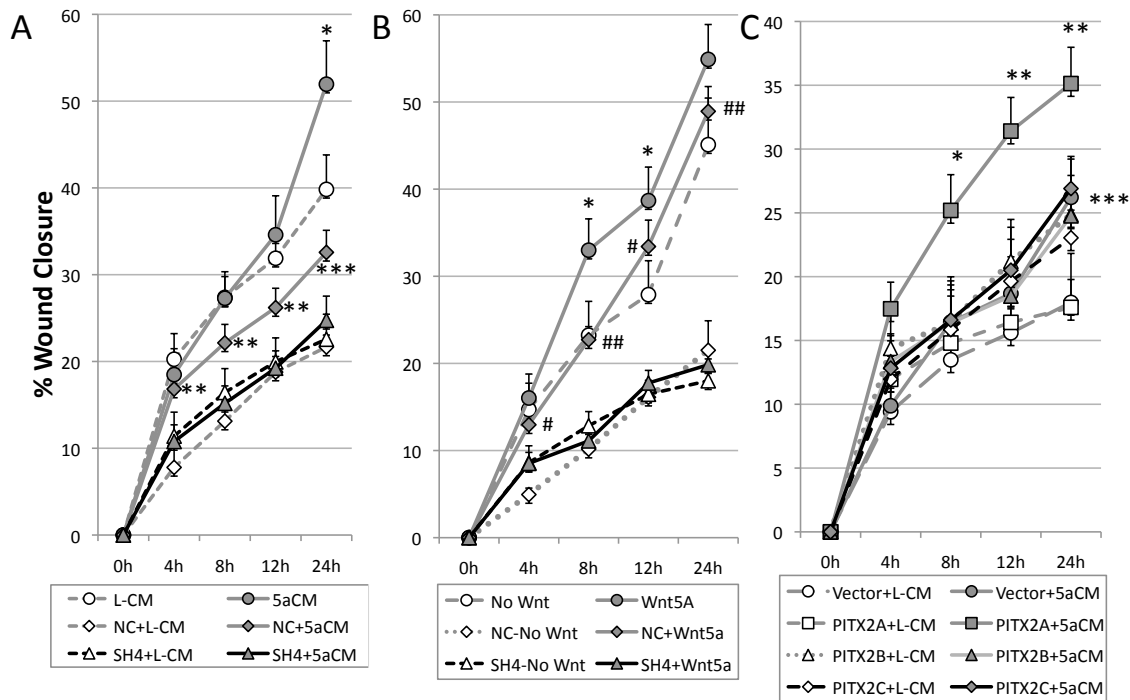 A
% Wound Closure
60
50
40
30
20
10
0
0h 4h 8h 12h 24h
*
**
**
**
***
L-CM 5aCM
NC+L-CM NC+5aCM
SH4+L-CM SH4+5aCM
B
60
50
40
30
20
10
0
0h 4h 8h 12h 24h
*
*
#
##
#
##
No Wnt Wnt5A
NC-No Wnt NC+Wnt5a
SH4-No Wnt SH4+Wnt5a
C
40
35
30
25
20
15
10
5
0
0h 4h 8h 12h 24h
*
**
**
***
Vector+L-CM Vector+5aCM
PITX2A+L-CM PITX2A+5aCM
PITX2B+L-CM PITX2B+5aCM
PITX2C+L-CM PITX2C+5aCM